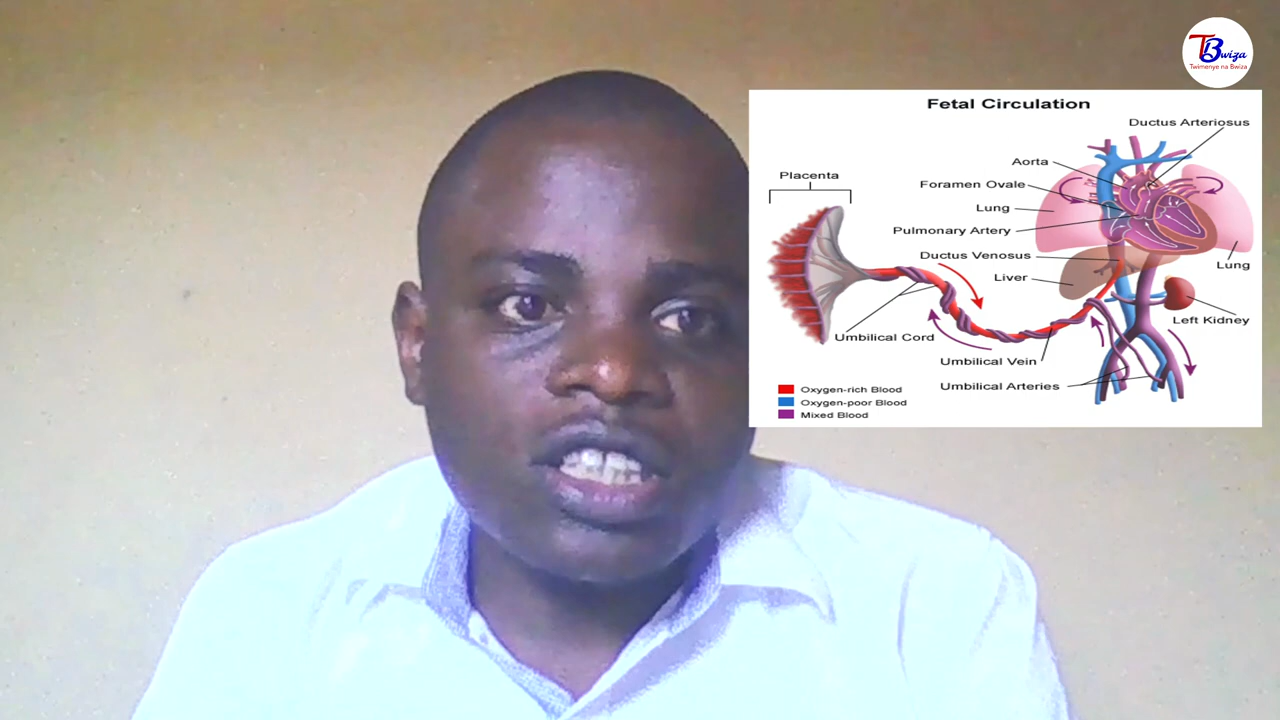 TBwiza
Twimenye na Bwiza
Fetal Circulation
Ductus Arteriosus
Aorta
Placenta
Foramen Ovale
Lung
Pulmonary Artery
Ductus Venosus
Lung
Liver
Left Kidney
Umbilical Cord
Umbilical Vein
Umbilical Arteries
Oxygen-rich Blood
Oxygen-poor Blood
Mixed Blood